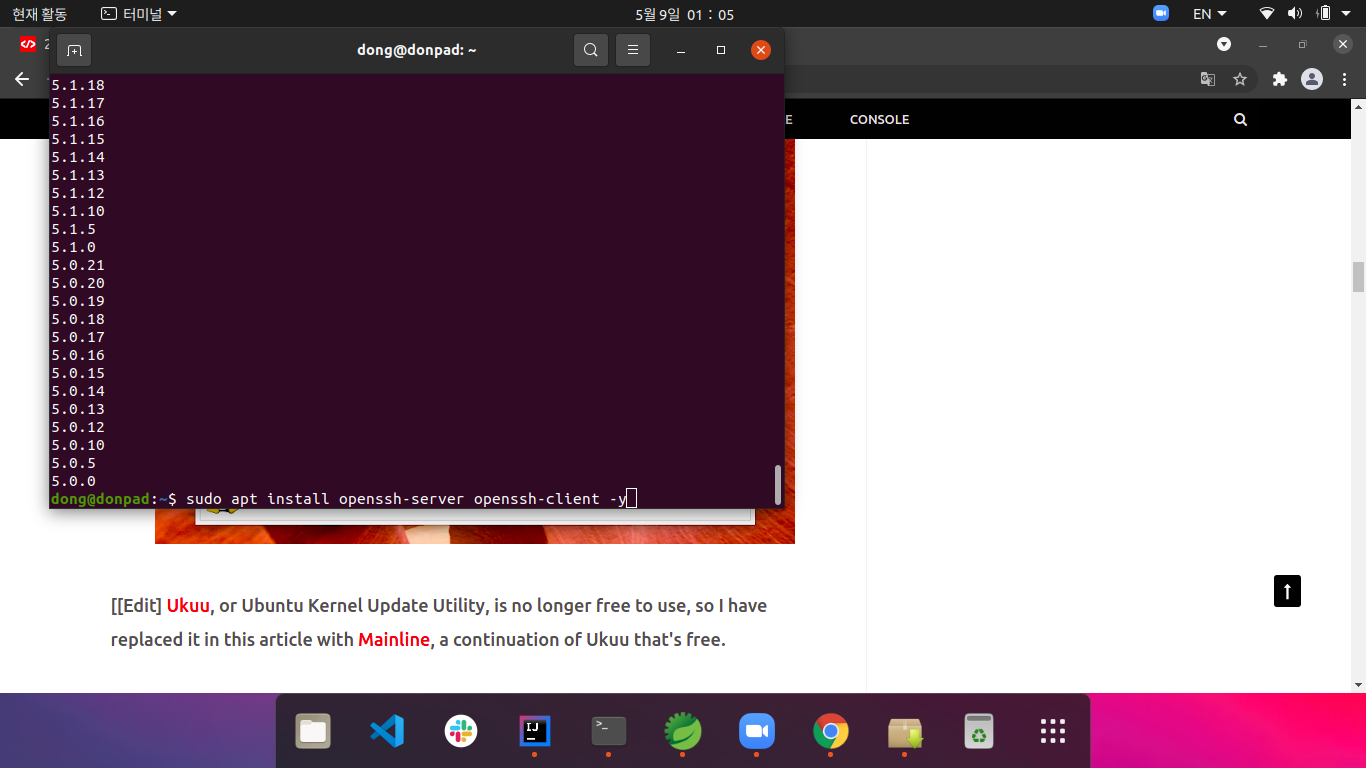 현재 활동
터미널
5월 9일 01 : 05
EN
2
dong@donpad: ~
E
CONSOLE
5.1.18
5.1.17
5.1.16
5.1.15
5.1.14
5.1.13
5.1.12
5.1.10
5.1.5
5.1.0
5.0.21
5.0.20
5.0.19
5.0.18
5.0.17
5.0.16
5.0.15
5.0.14
5.0.13
5.0.12
5.0.10
5.0.5
5.0.0
dong@donpad:~$ sudo apt install openssh-server openssh-client -y
[[Edit] Ukuu, or Ubuntu Kernel Update Utility, is no longer free to use, so I have
replaced it in this article with Mainline, a continuation of Ukuu that's free.
IJ
>_